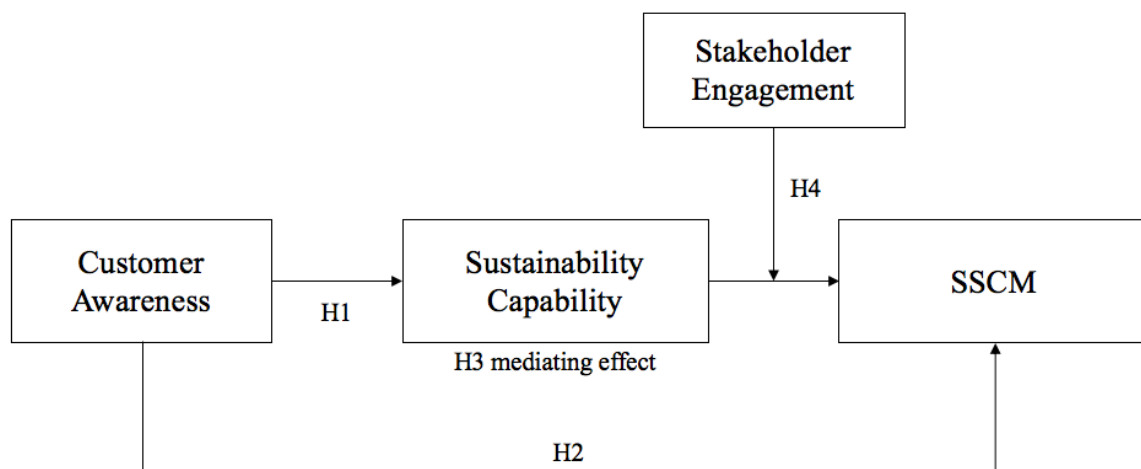 Stakeholder
Engagement
H4
Customer
Awareness
H1
Sustainability
Capability
H3 mediating effect
SSCM
H2